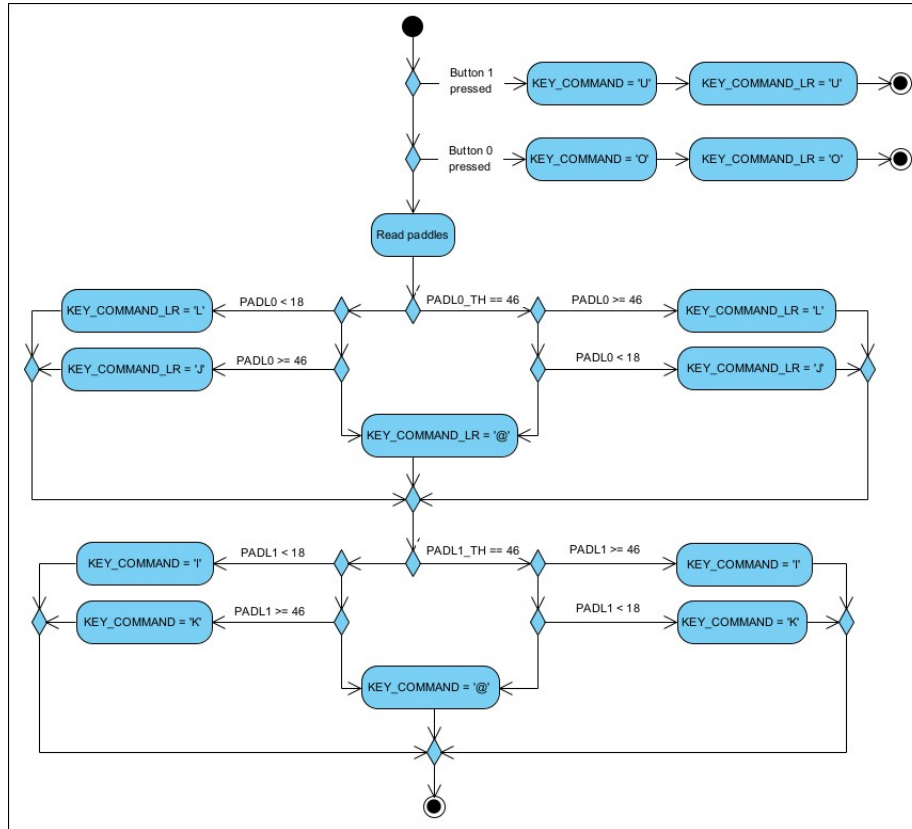 Button 1
pressed
KEY_COMMAND = 'U'
KEY_COMMAND_LR = 'U'
Button 0
pressed
KEY_COMMAND = 'O'
KEY_COMMAND_LR = 'O'
Read paddles
KEY_COMMAND_LR = 'L'
PADL0 < 18
PADL0_TH == 46
PADL0 >= 46
KEY_COMMAND_LR = 'L'
KEY_COMMAND_LR = 'J'
PADL0 >= 46
PADL0 < 18
KEY_COMMAND_LR = 'J'
KEY_COMMAND_LR = '@'
KEY_COMMAND = 'I'
PADL1 < 18
PADL1_TH == 46
PADL1 >= 46
KEY_COMMAND = 'I'
KEY_COMMAND = 'K'
PADL1 >= 46
PADL1 < 18
KEY_COMMAND = 'K'
KEY_COMMAND = '@'